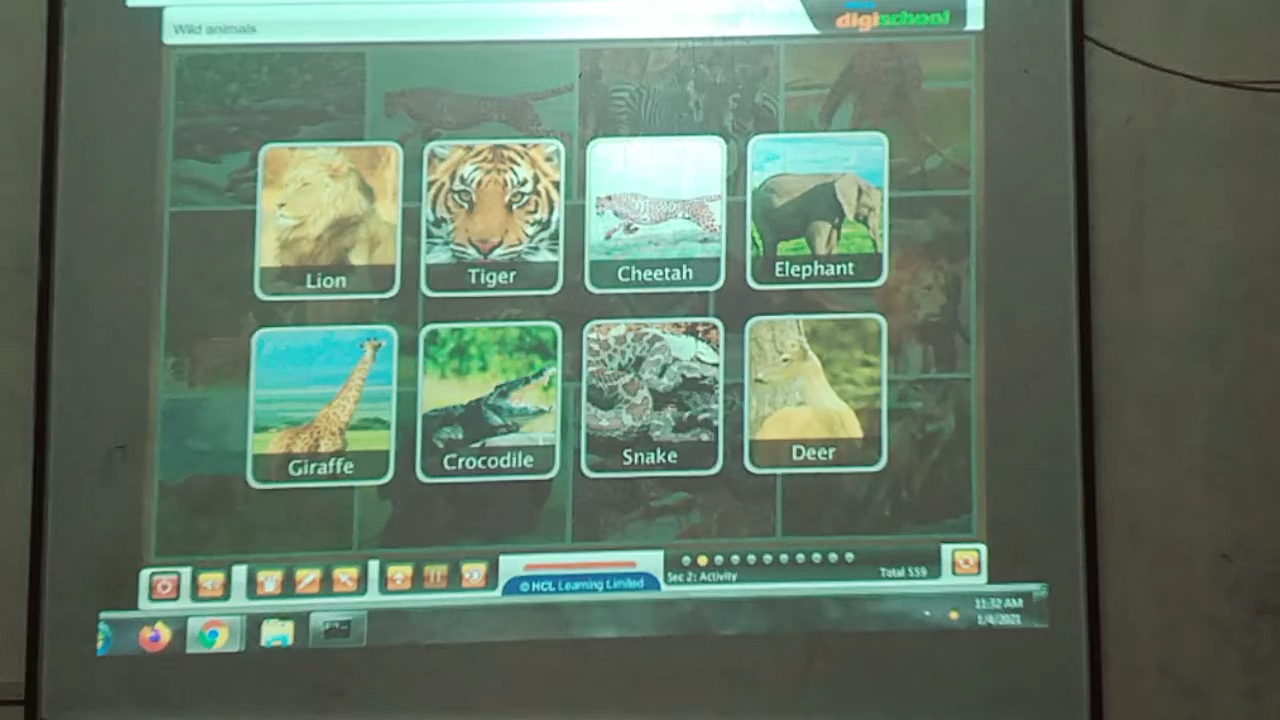 digischool
Wild animals
Lion
Tiger
Cheetah
Elephant
Giraffe
Crocodile
Snake
Deer
© HCL Learning Limited
Sec 2: Activity
Total 559
11:32 AM
1/4/2021